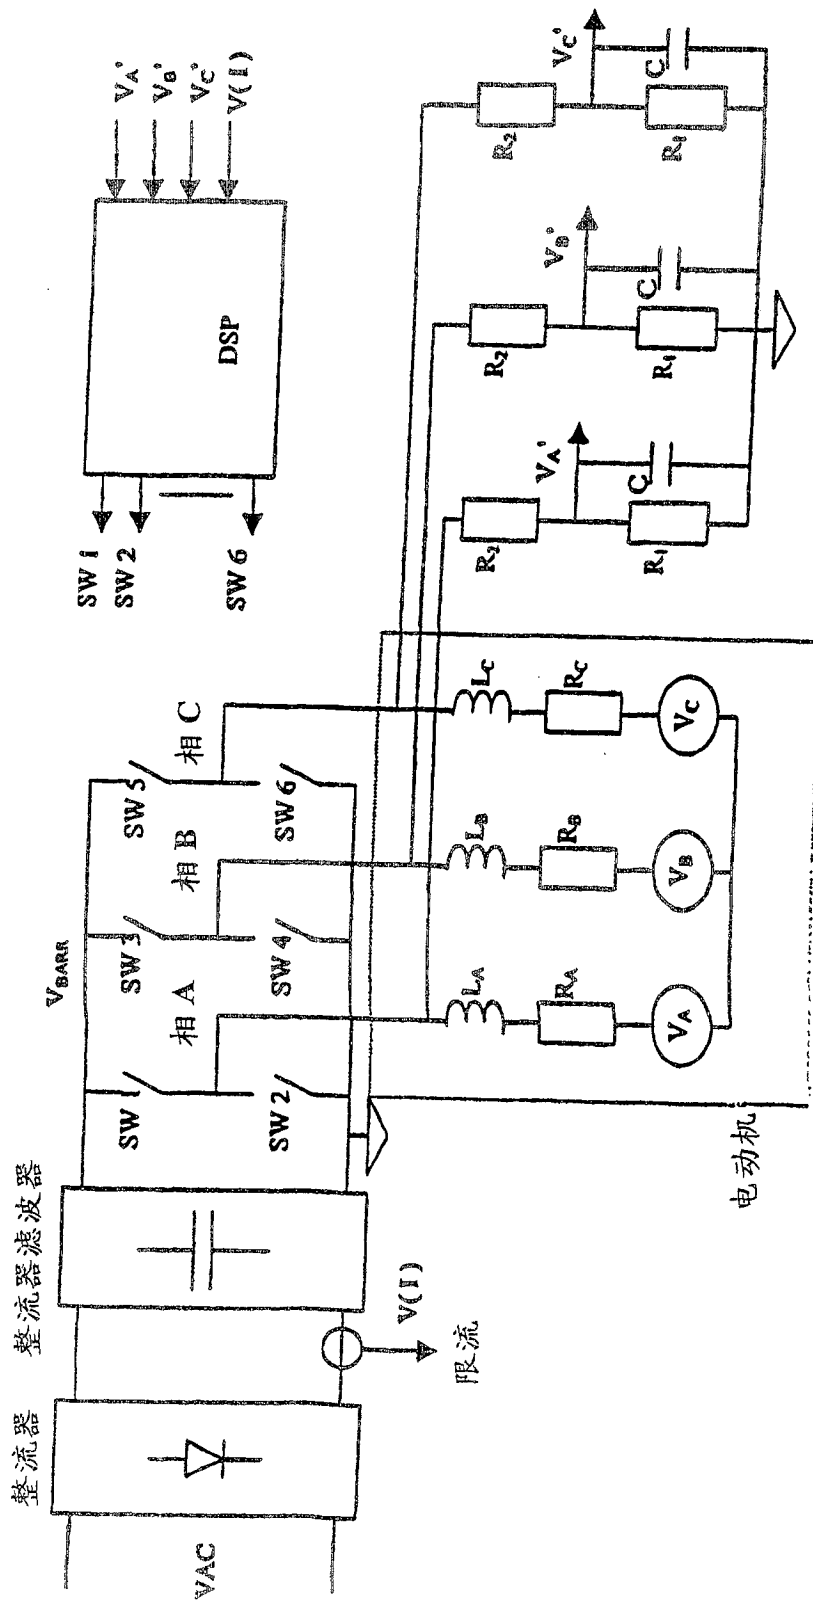 VAC
整流器
整流器滤波器
限流
V(I)
V_BARR
SW 1
SW 2
SW 3
SW 4
SW 5
SW 6
相 A
相 B
相 C
SW 1
SW 2
SW 6
DSP
V_A'
V_B'
V_C'
V(I)
电动机
L_A
R_A
V_A
L_B
R_B
V_B
L_C
R_C
V_C
R_2
V_A'
R_1
C
R_2
V_B'
R_1
C
R_2
V_C'
R_1
C